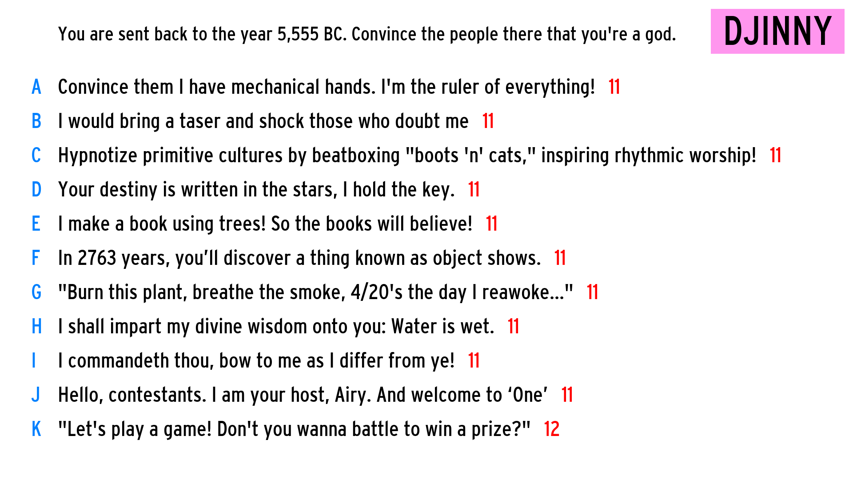 You are sent back to the year 5,555 BC. Convince the people there that you're a god.
DJINNY
A Convince them I have mechanical hands. I'm the ruler of everything! 11
B I would bring a taser and shock those who doubt me 11
C Hypnotize primitive cultures by beatboxing "boots 'n' cats," inspiring rhythmic worship! 11
D Your destiny is written in the stars, I hold the key. 11
E I make a book using trees! So the books will believe! 11
F In 2763 years, you’ll discover a thing known as object shows. 11
G "Burn this plant, breathe the smoke, 4/20's the day I reawoke..." 11
H I shall impart my divine wisdom onto you: Water is wet. 11
I I commandeth thou, bow to me as I differ from ye! 11
J Hello, contestants. I am your host, Airy. And welcome to ‘One’ 11
K "Let's play a game! Don't you wanna battle to win a prize?" 12